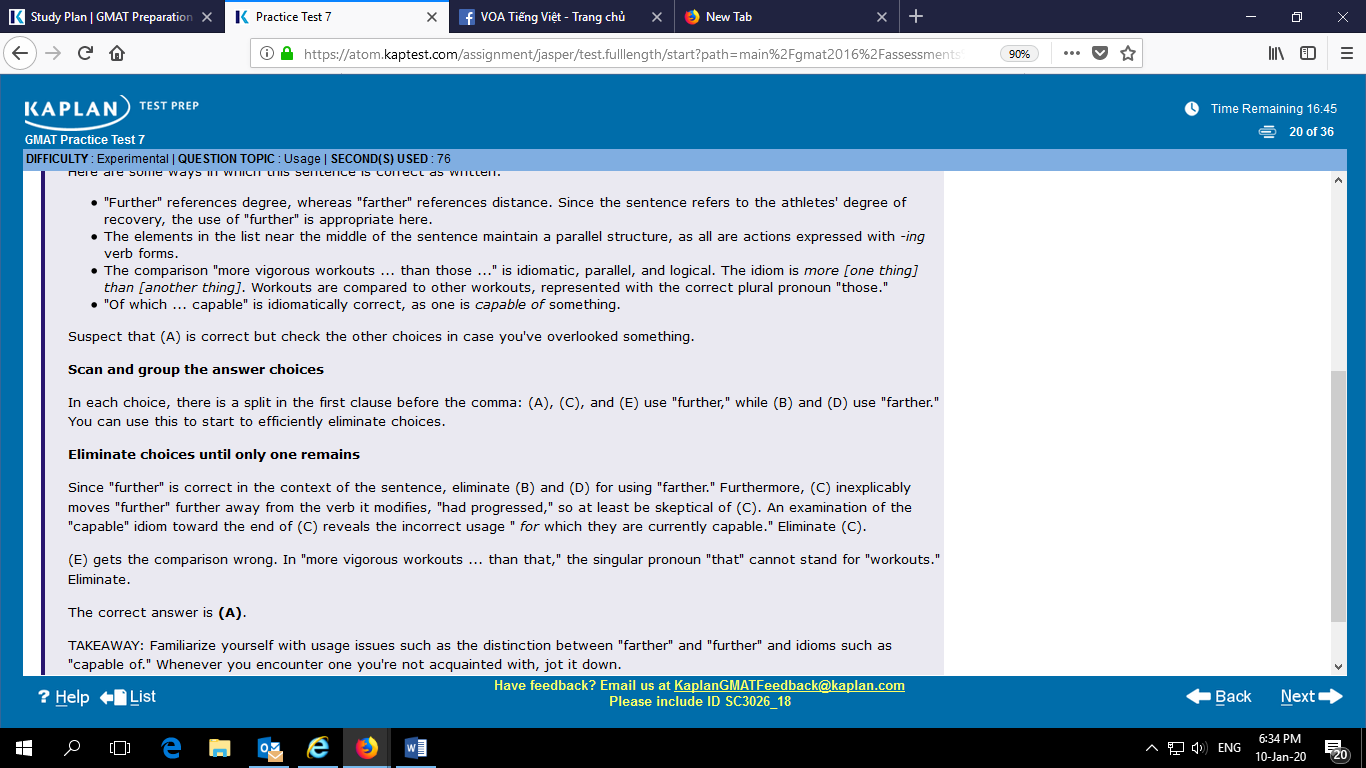 Study Plan | GMAT Preparation
Practice Test 7
VOA Tiếng Việt - Trang chủ
New Tab
https://atom.kaptest.com/assignment/jasper/test.fulllength/start?path=main%2Fgmat2016%2Fassessments
90%
KAPLAN TEST PREP
Time Remaining 16:45
GMAT Practice Test 7
20 of 36
DIFFICULTY : Experimental | QUESTION TOPIC : Usage | SECOND(S) USED : 76
Here are some ways in which this sentence is correct as written.
• "Further" references degree, whereas "farther" references distance. Since the sentence refers to the athletes' degree of
recovery, the use of "further" is appropriate here.
• The elements in the list near the middle of the sentence maintain a parallel structure, as all are actions expressed with -ing
verb forms.
• The comparison "more vigorous workouts ... than those ..." is idiomatic, parallel, and logical. The idiom is more [one thing]
than [another thing]. Workouts are compared to other workouts, represented with the correct plural pronoun "those."
• "Of which ... capable" is idiomatically correct, as one is capable of something.
Suspect that (A) is correct but check the other choices in case you've overlooked something.
Scan and group the answer choices
In each choice, there is a split in the first clause before the comma: (A), (C), and (E) use "further," while (B) and (D) use "farther."
You can use this to start to efficiently eliminate choices.
Eliminate choices until only one remains
Since "further" is correct in the context of the sentence, eliminate (B) and (D) for using "farther." Furthermore, (C) inexplicably
moves "further" further away from the verb it modifies, "had progressed," so at least be skeptical of (C). An examination of the
"capable" idiom toward the end of (C) reveals the incorrect usage " for which they are currently capable." Eliminate (C).
(E) gets the comparison wrong. In "more vigorous workouts ... than that," the singular pronoun "that" cannot stand for "workouts."
Eliminate.
The correct answer is (A).
TAKEAWAY: Familiarize yourself with usage issues such as the distinction between "farther" and "further" and idioms such as
"capable of." Whenever you encounter one you're not acquainted with, jot it down.
? Help
List
Have feedback? Email us at KaplanGMATFeedback@kaplan.com
Please include ID SC3026_18
Back
Next
ENG
6:34 PM
10-Jan-20
20